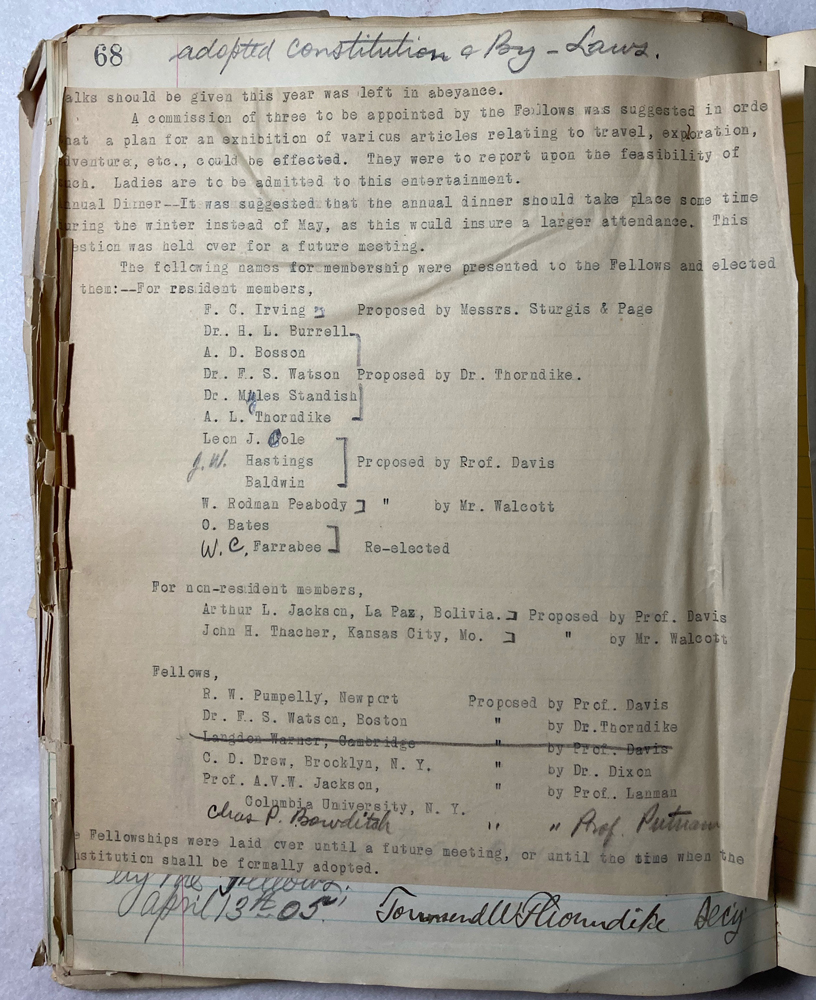 68 adopted constitution & By-Laws.
alks should be given this year was left in abeyance.
A commission of three to be appointed by the Fellows was suggested in orde
hat a plan for an exhibition of various articles relating to travel, exploration,
dventure, etc., could be effected. They were to report upon the feasibility of
uch. Ladies are to be admitted to this entertainment.
nnual Dinner--It was suggested that the annual dinner should take place some time
uring the winter instead of May, as this would insure a larger attendance. This
estion was held over for a future meeting.
The following names for membership were presented to the Fellows and elected
them:--For resident members,
F. C. Irving Proposed by Messrs. Sturgis & Page
Dr. H. L. Burrell
A. D. Bosson
Dr. F. S. Watson Proposed by Dr. Thorndike.
Dr. Myles Standish
A. L. Thorndike
Leon J. Cole
J.W. Hastings Proposed by Rrof. Davis
Baldwin
W. Rodman Peabody " by Mr. Walcott
O. Bates
W.C. Farrabee Re-elected
For non-resident members,
Arthur L. Jackson, La Paz, Bolivia. Proposed by Prof. Davis
John H. Thacher, Kansas City, Mo. " by Mr. Walcott
Fellows,
R. W. Pumpelly, Newport Proposed by Prof. Davis
Dr. F. S. Watson, Boston " by Dr.Thorndike
Langdon Warner, Cambridge " by Prof. Davis
C. D. Drew, Brooklyn, N. Y. " by Dr. Dixon
Prof. A.V.W. Jackson, " by Prof. Lanman
Columbia University, N. Y.
Chas P. Bowditch " " Prof. Putnam
e Fellowships were laid over until a future meeting, or until the time when the
nstitution shall be formally adopted.
by the Fellows.
April 13th 05 Townsend W. Thorndike Secy